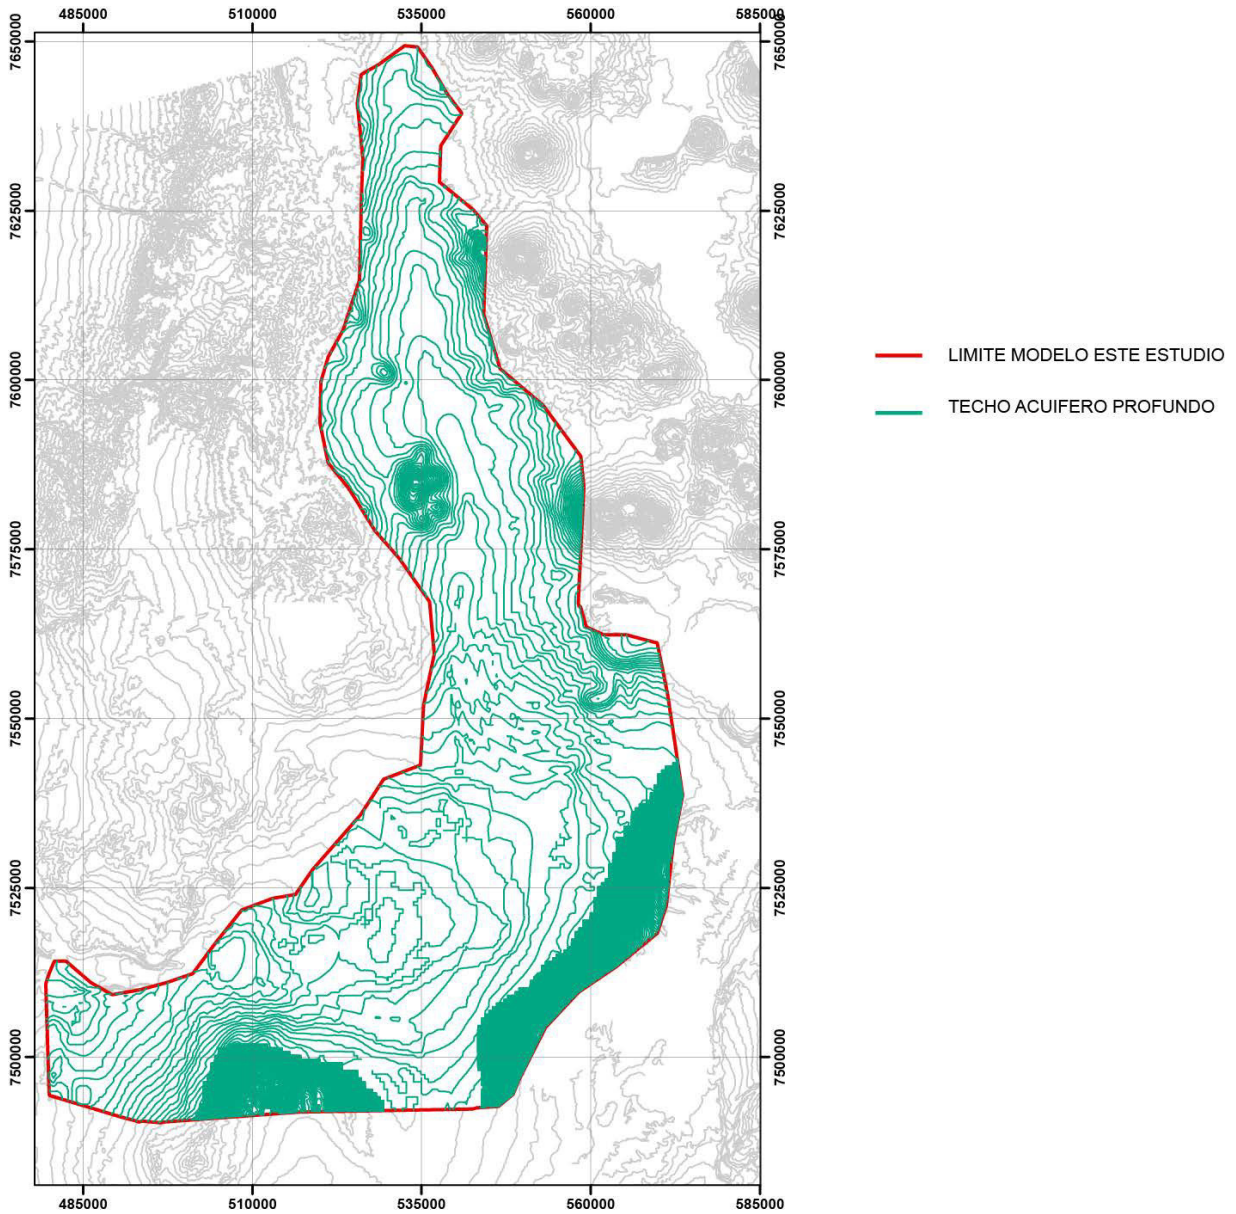 485000 510000 535000 560000 585000
7650000 7650000
7625000 7625000
LIMITE MODELO ESTE ESTUDIO
7600000 7600000
TECHO ACUIFERO PROFUNDO
7575000 7575000
7550000 7550000
7525000 7525000
7500000 7500000
485000 510000 535000 560000 585000